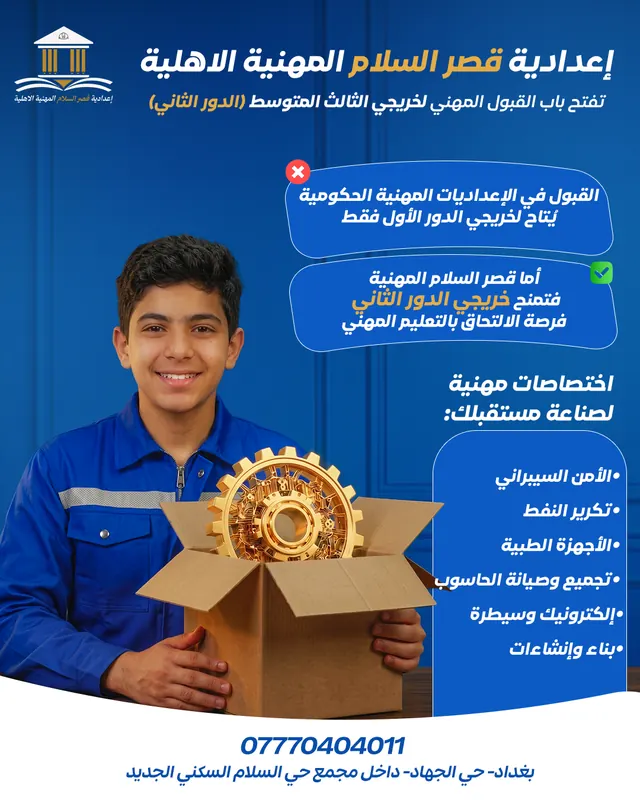 إعدادية قصر السلام المهنية الاهلية
إعدادية قصر السلام المهنية الاهلية
تفتح باب القبول المهني لخريجي الثالث المتوسط (الدور الثاني)
القبول في الإعداديات المهنية الحكومية
يُتاح لخريجي الدور الأول فقط
أما قصر السلام المهنية
فتمنح خريجي الدور الثاني
فرصة الالتحاق بالتعليم المهني
اختصاصات مهنية
لصناعة مستقبلك:
•الأمن السيبراني
•تكرير النفط
•الأجهزة الطبية
•تجميع وصيانة الحاسوب
•إلكترونيك وسيطرة
•بناء وإنشاءات
07770404011
بغداد- حي الجهاد- داخل مجمع حي السلام السكني الجديد